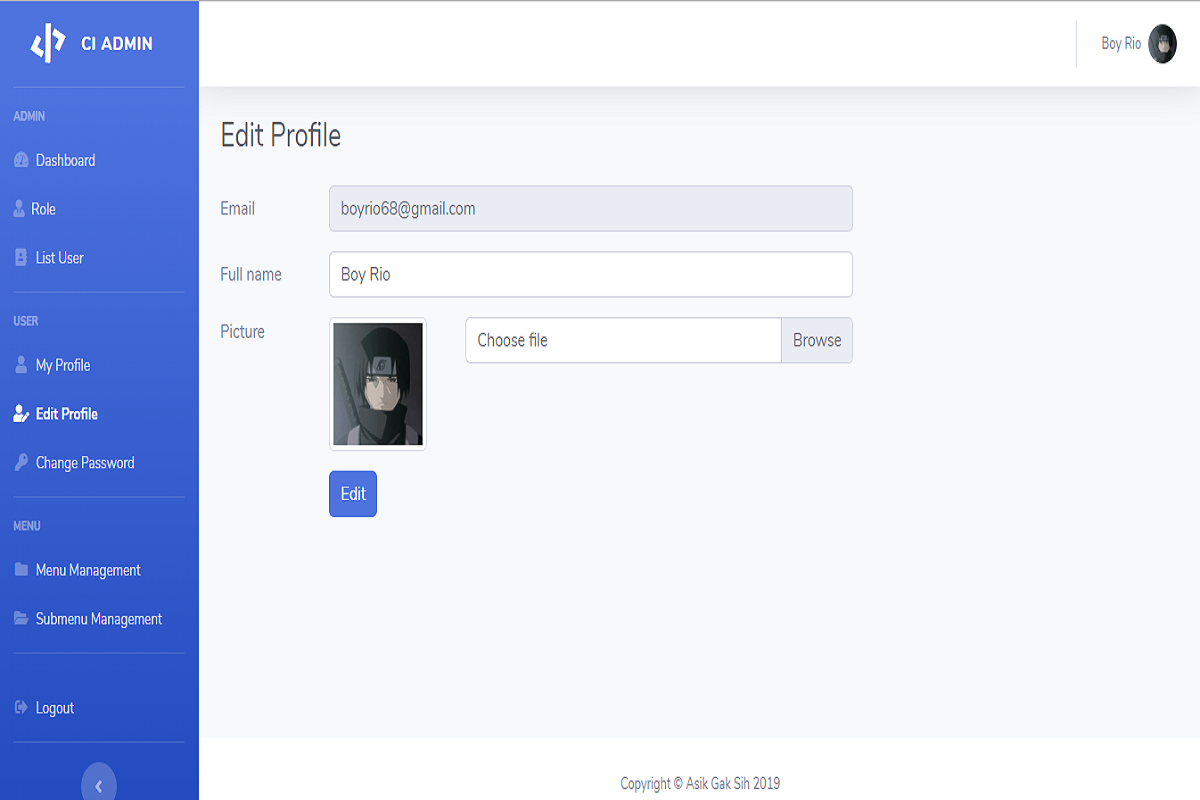 CI ADMIN
Boy Rio
ADMIN
Dashboard
Role
List User
USER
My Profile
Edit Profile
Change Password
MENU
Menu Management
Submenu Management
Logout
Edit Profile
Email
boyrio68@gmail.com
Full name
Boy Rio
Picture
Choose file
Browse
Edit
Copyright © Asik Gak Sih 2019